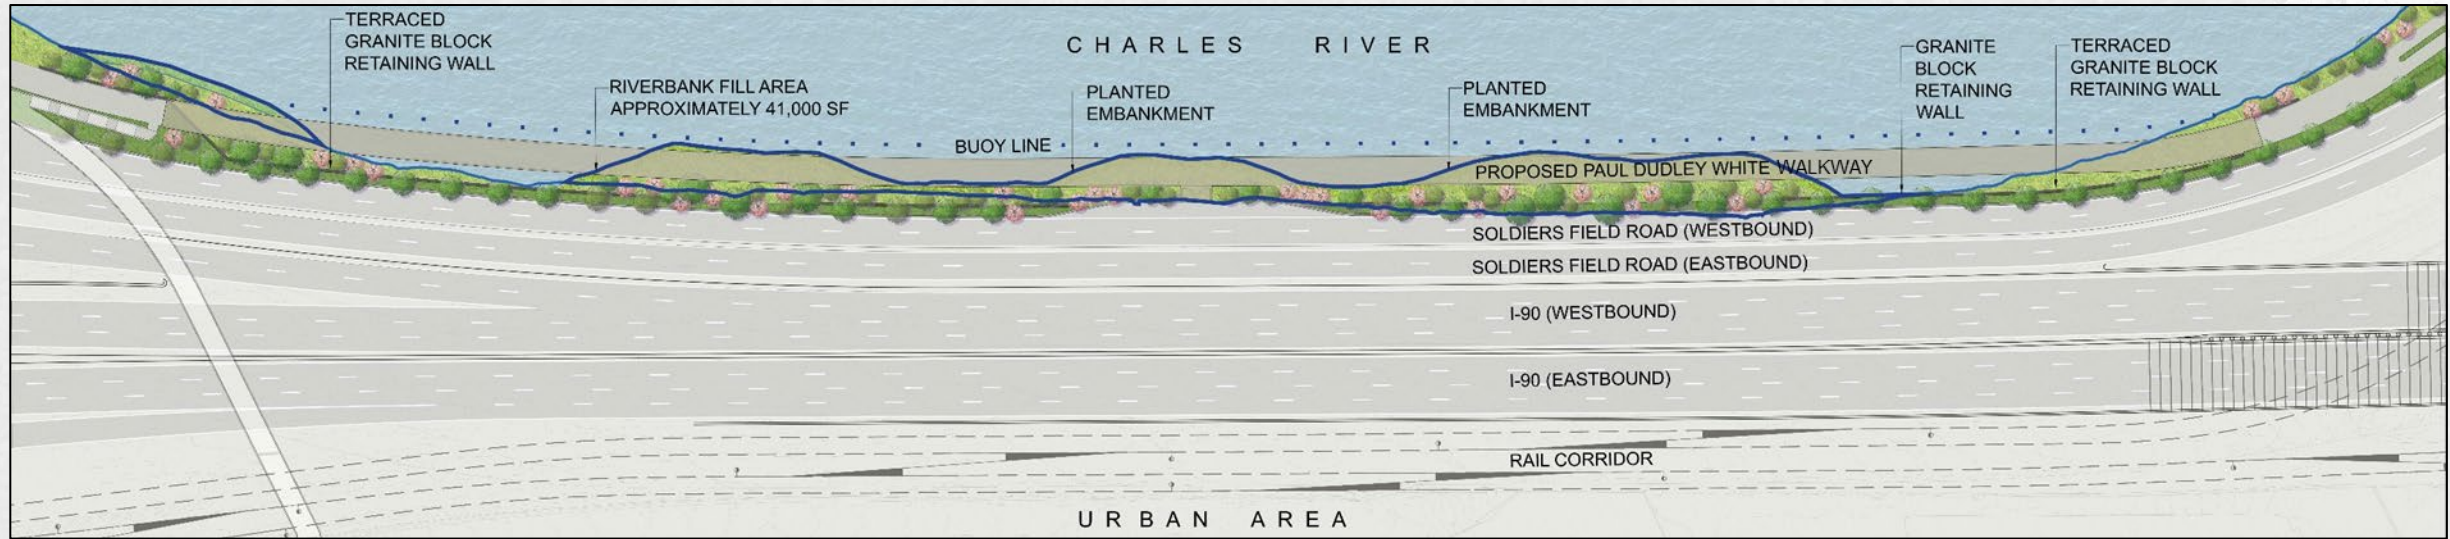 TERRACED
GRANITE BLOCK
RETAINING WALL
RIVERBANK FILL AREA
APPROXIMATELY 41,000 SF
CHARLES RIVER
PLANTED
EMBANKMENT
BUOY LINE
PLANTED
EMBANKMENT
GRANITE
BLOCK
RETAINING
WALL
TERRACED
GRANITE BLOCK
RETAINING WALL
PROPOSED PAUL DUDLEY WHITE WALKWAY
SOLDIERS FIELD ROAD (WESTBOUND)
SOLDIERS FIELD ROAD (EASTBOUND)
I-90 (WESTBOUND)
I-90 (EASTBOUND)
RAIL CORRIDOR
URBAN AREA